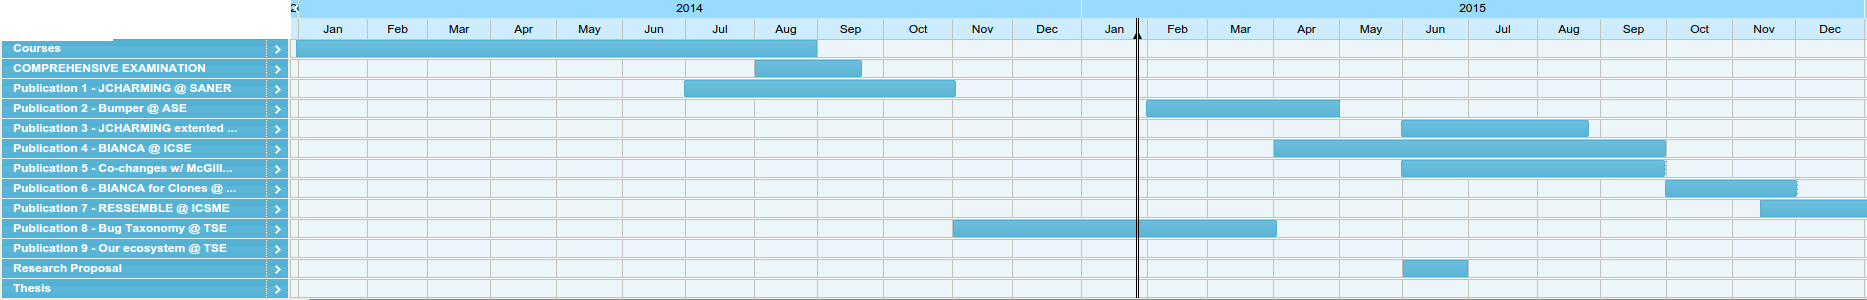 2014 2015
Jan Feb Mar Apr May Jun Jul Aug Sep Oct Nov Dec Jan Feb Mar Apr May Jun Jul Aug Sep Oct Nov Dec
Courses
COMPREHENSIVE EXAMINATION
Publication 1 - JCHARMING @ SANER
Publication 2 - Bumper @ ASE
Publication 3 - JCHARMING extented ...
Publication 4 - BIANCA @ ICSE
Publication 5 - Co-changes w/ McGill...
Publication 6 - BIANCA for Clones @ ...
Publication 7 - RESSEMBLE @ ICSME
Publication 8 - Bug Taxonomy @ TSE
Publication 9 - Our ecosystem @ TSE
Research Proposal
Thesis